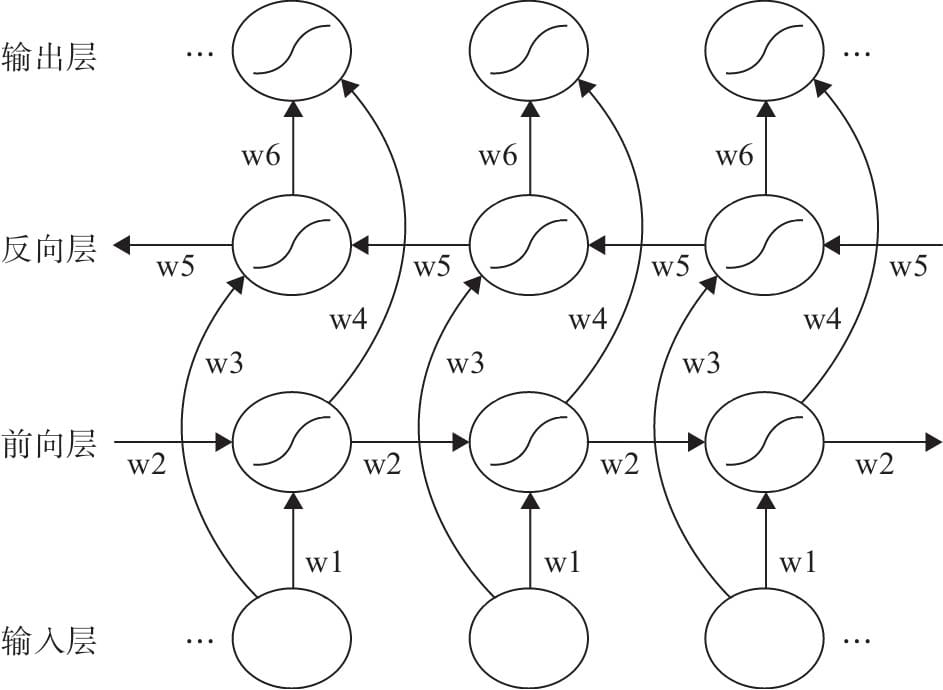 输出层 … …
w6 w6 w6
反向层 w5 w5 w5 w5
w4 w4 w4
w3 w3 w3
前向层 w2 w2 w2 w2
w1 w1 w1
输入层 … …